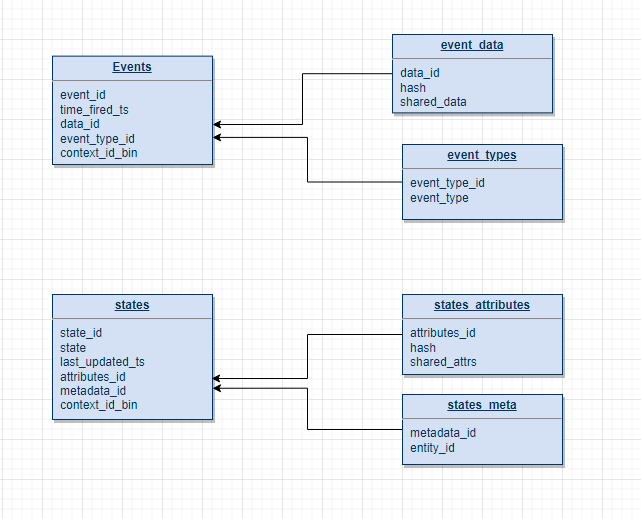 Events
event_id
time_fired_ts
data_id
event_type_id
context_id_bin
event_data
data_id
hash
shared_data
event_types
event_type_id
event_type
states
state_id
state
last_updated_ts
attributes_id
metadata_id
context_id_bin
states_attributes
attributes_id
hash
shared_attrs
states_meta
metadata_id
entity_id